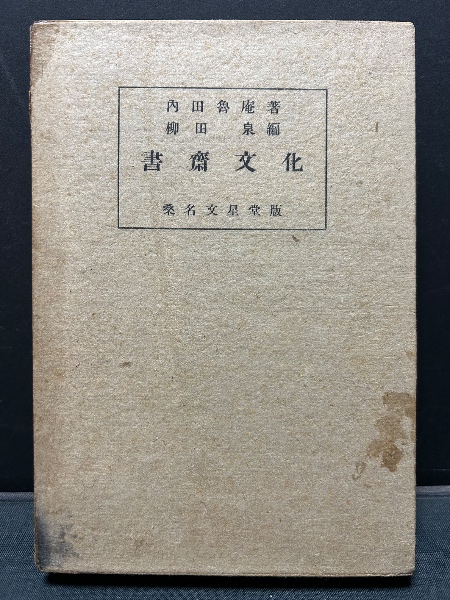 內田魯庵著
柳田泉編
書齋文化
桑名文星堂版